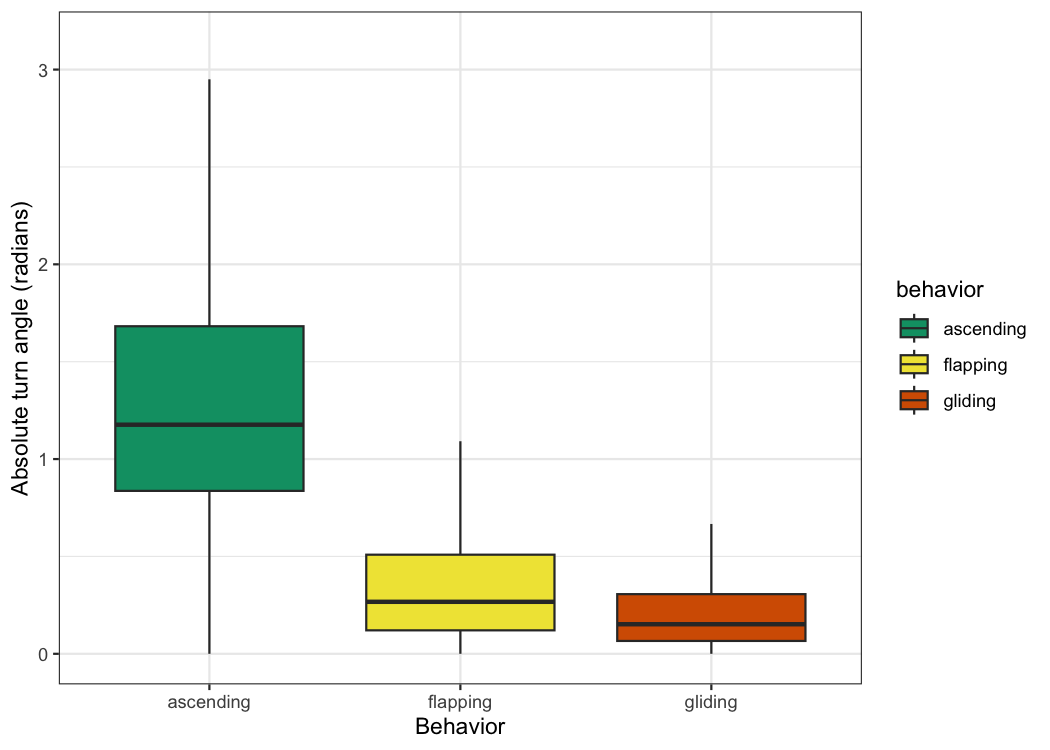 Absolute turn angle (radians)
3
2
1
0
ascending
flapping
gliding
Behavior
behavior
ascending
flapping
gliding